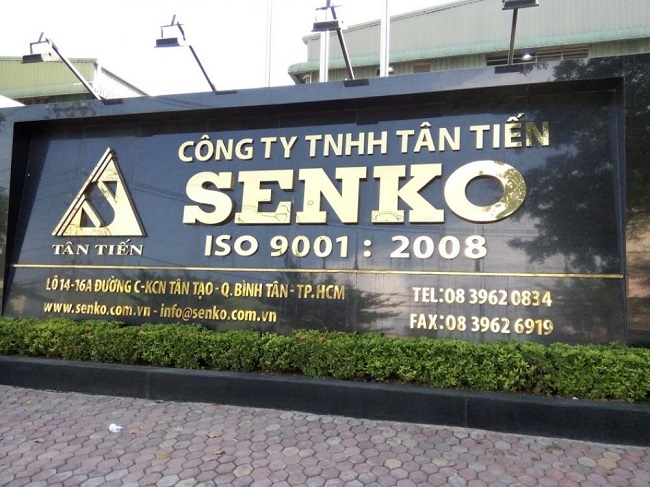 CÔNG TY TNHH TÂN TIẾN
SENKO
ISO 9001 : 2008
TÂN TIẾN
LÔ 14-16A ĐƯỜNG C-KCN TÂN TẠO - Q. BÌNH TÂN - TP.HCM
www.senko.com.vn - info@senko.com.vn
TEL: 08 3962 0834
FAX: 08 3962 6919